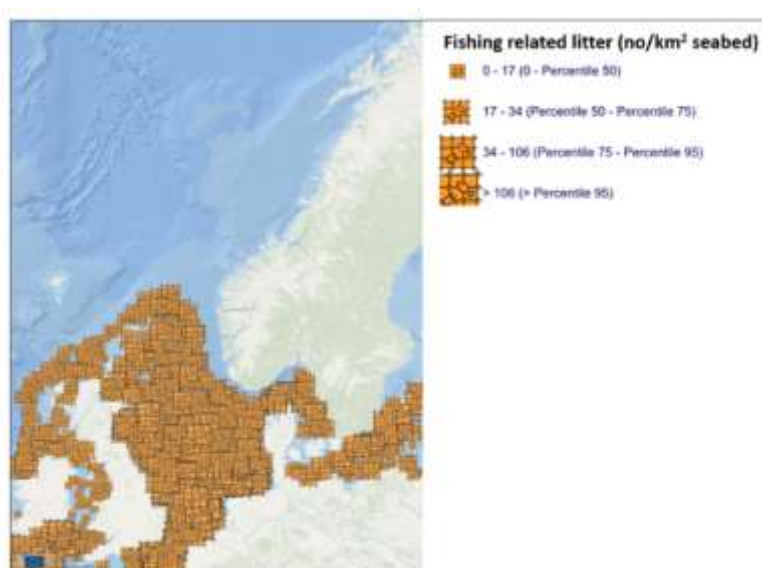 Fishing related litter (no/km² seabed)
0 - 17 (0 - Percentile 50)
17 - 34 (Percentile 50 - Percentile 75)
34 - 106 (Percentile 75 - Percentile 95)
> 106 (> Percentile 95)